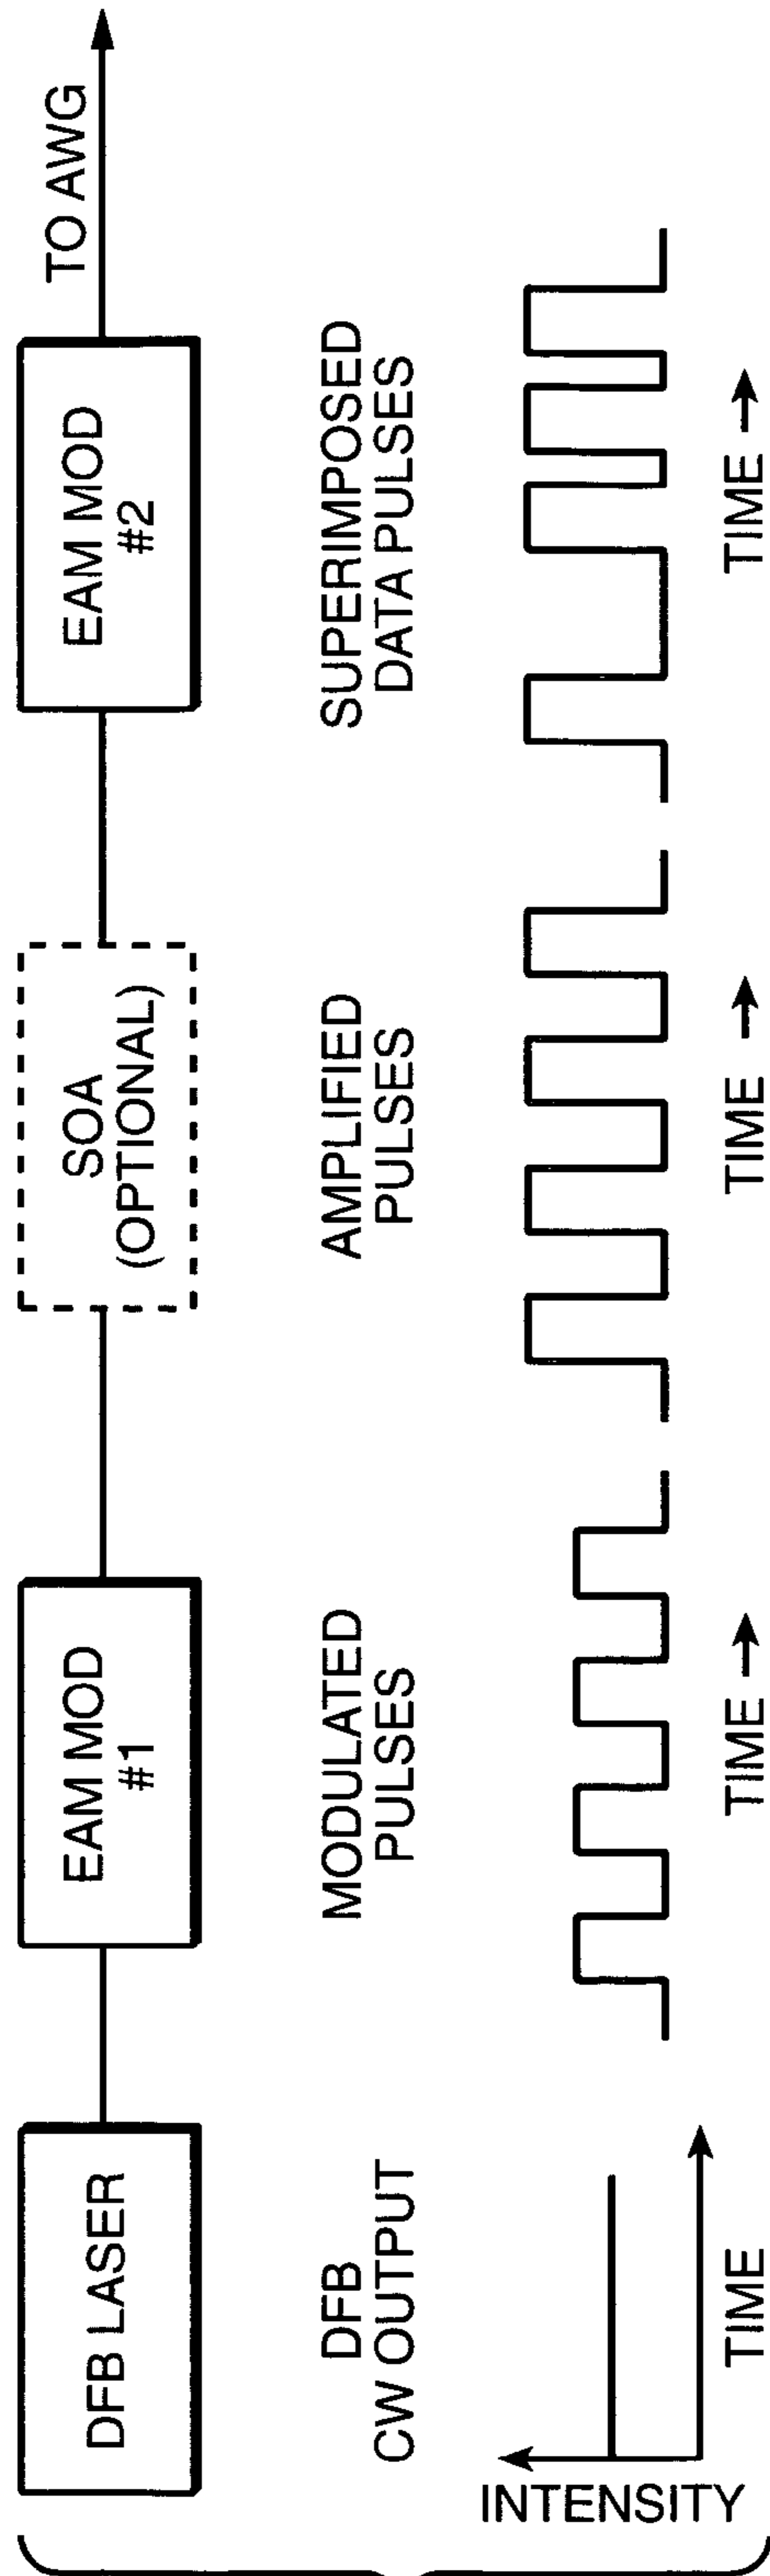 DFB LASER
EAM MOD
#1
SOA
(OPTIONAL)
EAM MOD
#2
TO AWG
DFB
CW OUTPUT
MODULATED
PULSES
AMPLIFIED
PULSES
SUPERIMPOSED
DATA PULSES
INTENSITY
TIME
TIME
TIME
TIME